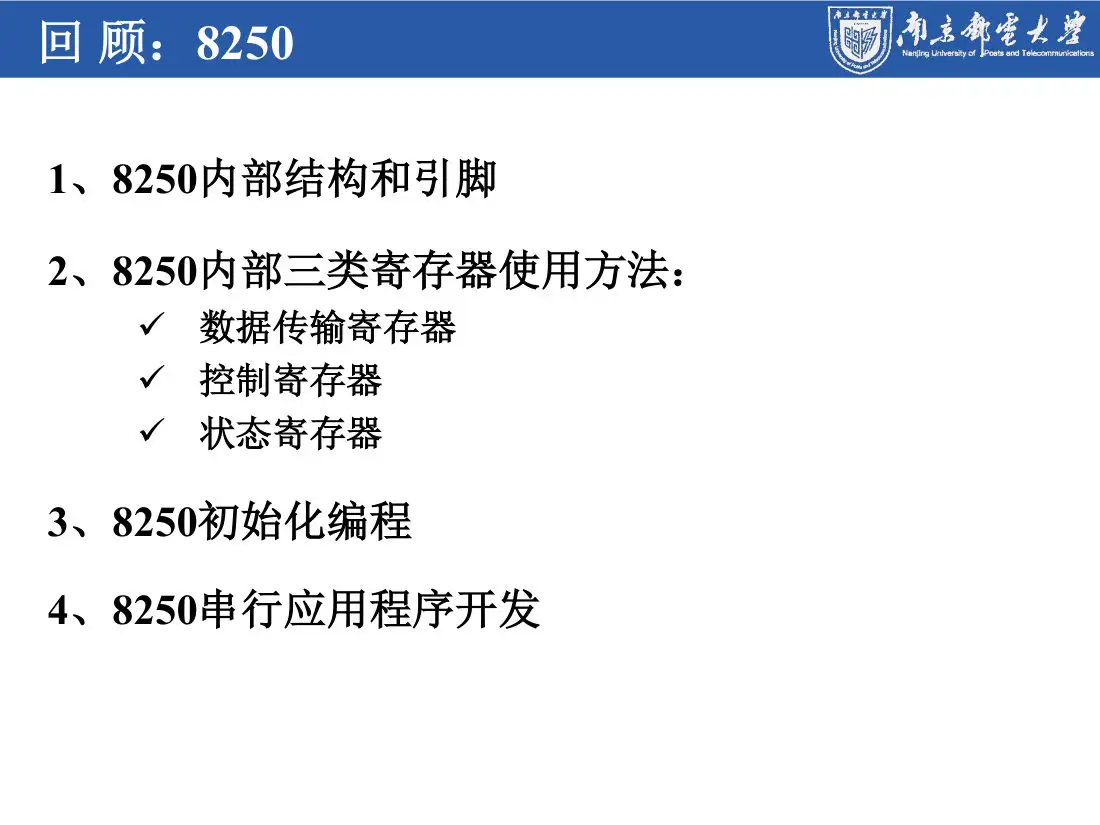 回 顾：8250
南京邮电大学
Nanjing University of Posts and Telecommunications
1、8250内部结构和引脚
2、8250内部三类寄存器使用方法：
✓ 数据传输寄存器
✓ 控制寄存器
✓ 状态寄存器
3、8250初始化编程
4、8250串行应用程序开发